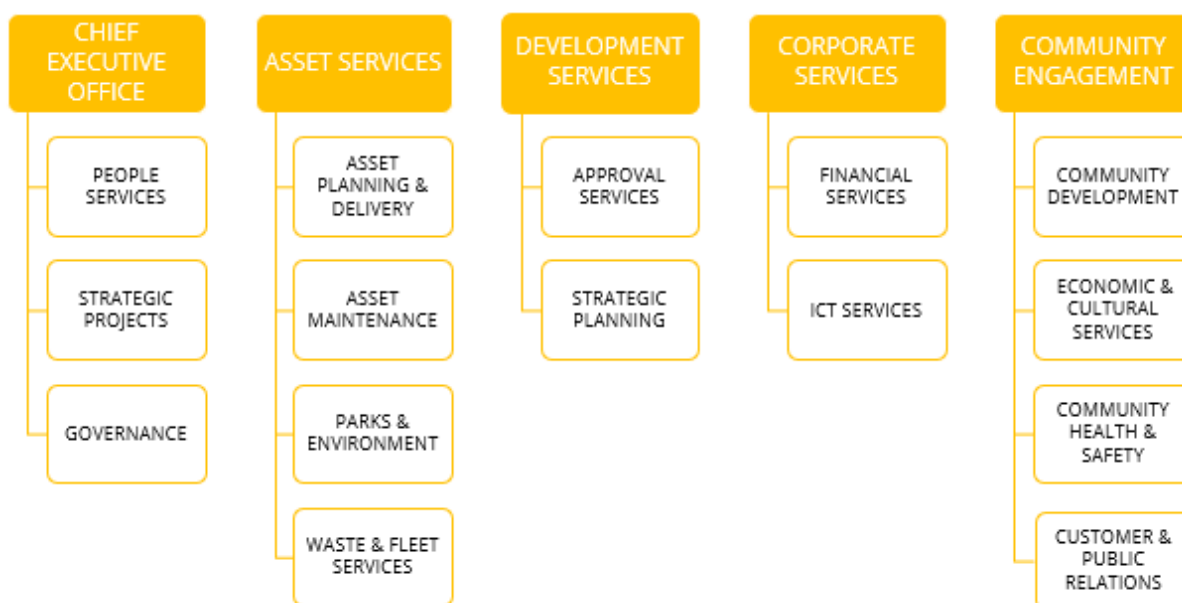 CHIEF
EXECUTIVE
OFFICE
PEOPLE
SERVICES
STRATEGIC
PROJECTS
GOVERNANCE
ASSET SERVICES
ASSET
PLANNING &
DELIVERY
ASSET
MAINTENANCE
PARKS &
ENVIRONMENT
WASTE & FLEET
SERVICES
DEVELOPMENT
SERVICES
APPROVAL
SERVICES
STRATEGIC
PLANNING
CORPORATE
SERVICES
FINANCIAL
SERVICES
ICT SERVICES
COMMUNITY
ENGAGEMENT
COMMUNITY
DEVELOPMENT
ECONOMIC &
CULTURAL
SERVICES
COMMUNITY
HEALTH &
SAFETY
CUSTOMER &
PUBLIC
RELATIONS